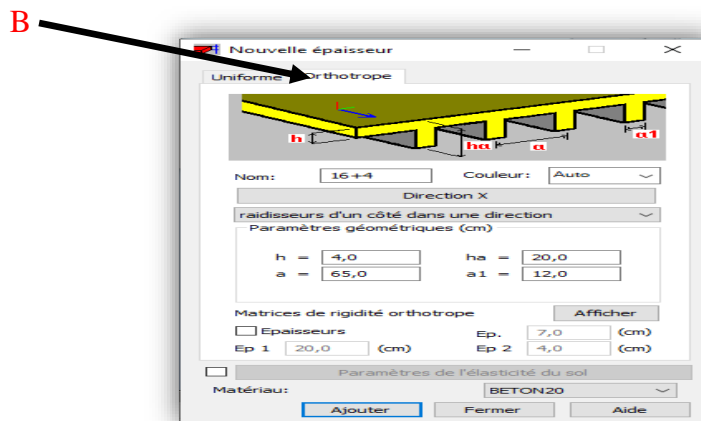 B
Nouvelle épaisseur
Uniforme Orthotrope
h ha a a1
Nom: 16+4 Couleur: Auto
Direction X
raidisseurs d'un côté dans une direction
Paramètres géométriques (cm)
h = 4,0 ha = 20,0
a = 65,0 a1 = 12,0
Matrices de rigidité orthotrope Afficher
Epaisseurs Ep. 7,0 (cm)
Ep 1 20,0 (cm) Ep 2 4,0 (cm)
Paramètres de l'élasticité du sol
Matériau: BETON20
Ajouter Fermer Aide